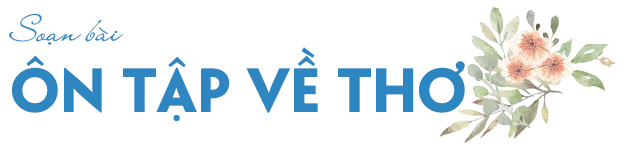 Soạn bài
ÔN TẬP VỀ THƠ